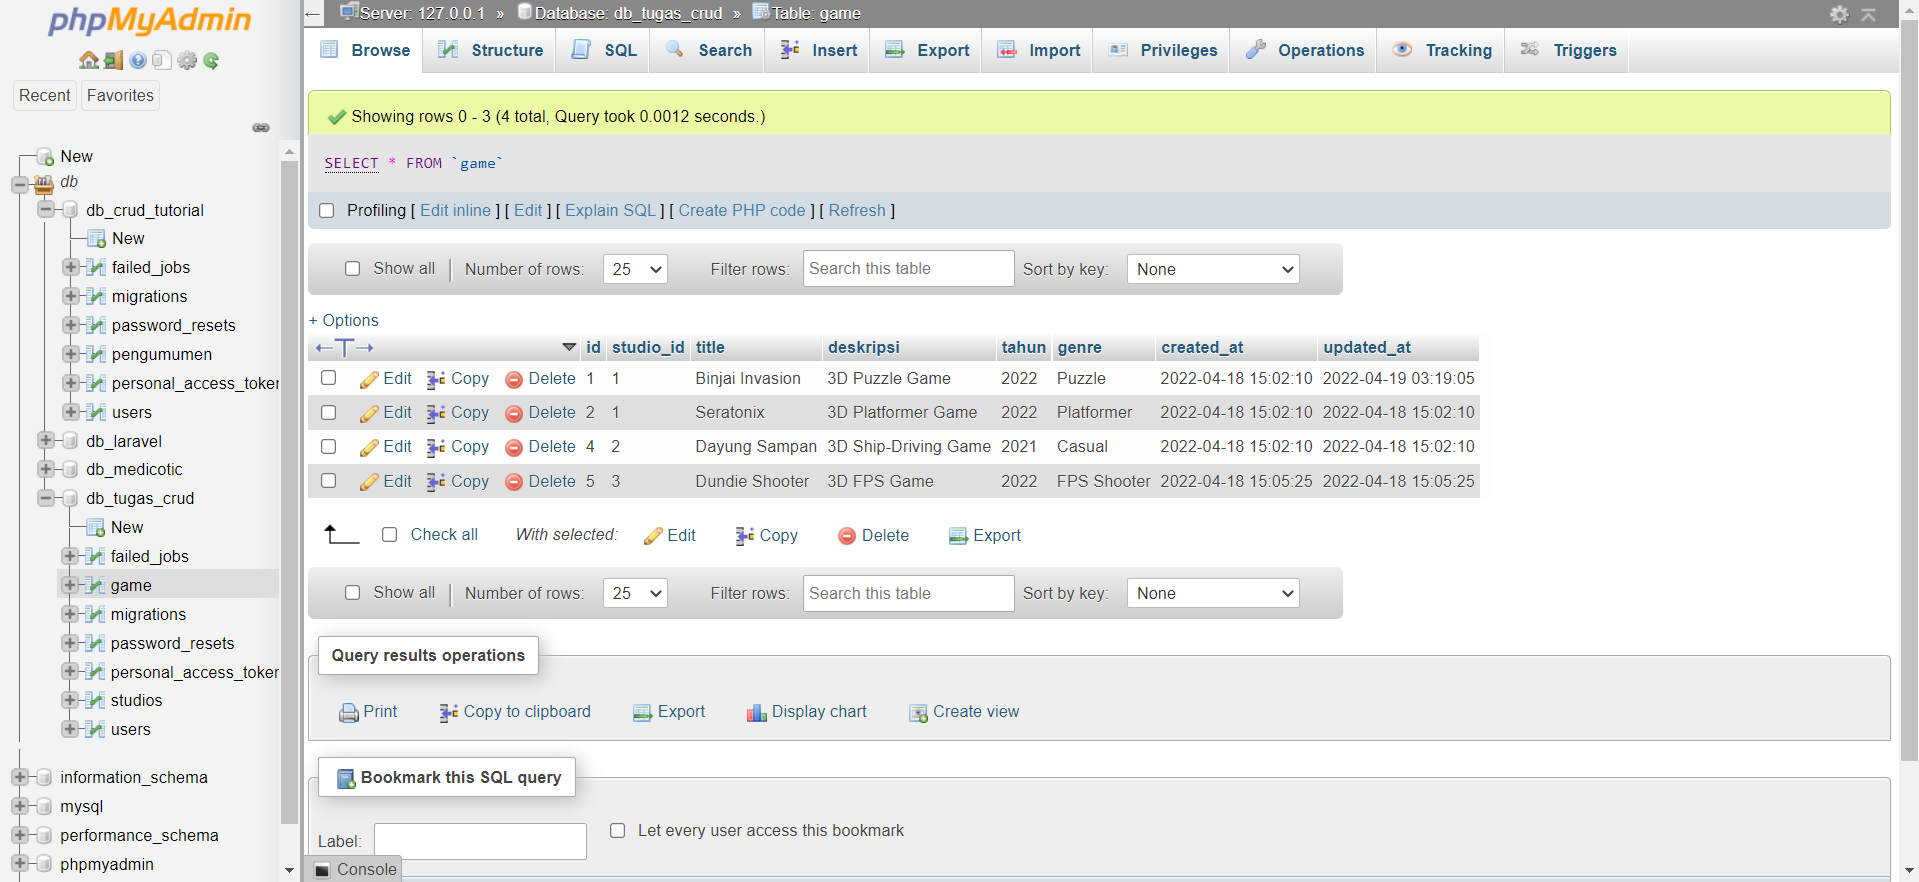 phpMyAdmin
Recent Favorites
New
db
db_crud_tutorial
New
failed_jobs
migrations
password_resets
pengumumen
personal_access_toker
users
db_laravel
db_medicotic
db_tugas_crud
New
failed_jobs
game
migrations
password_resets
personal_access_toker
studios
users
information_schema
mysql
performance_schema
phpmyadmin
Server: 127.0.0.1 » Database: db_tugas_crud » Table: game
Browse Structure SQL Search Insert Export Import Privileges Operations Tracking Triggers
Showing rows 0 - 3 (4 total, Query took 0.0012 seconds.)
SELECT * FROM `game`
Profiling [ Edit inline ] [ Edit ] [ Explain SQL ] [ Create PHP code ] [ Refresh ]
Show all Number of rows: 25 Filter rows: Search this table Sort by key: None
+ Options
←T→ id studio_id title deskripsi tahun genre created_at updated_at
Edit Copy Delete 1 1 Binjai Invasion 3D Puzzle Game 2022 Puzzle 2022-04-18 15:02:10 2022-04-19 03:19:05
Edit Copy Delete 2 1 Seratonix 3D Platformer Game 2022 Platformer 2022-04-18 15:02:10 2022-04-18 15:02:10
Edit Copy Delete 4 2 Dayung Sampan 3D Ship-Driving Game 2021 Casual 2022-04-18 15:02:10 2022-04-18 15:02:10
Edit Copy Delete 5 3 Dundie Shooter 3D FPS Game 2022 FPS Shooter 2022-04-18 15:05:25 2022-04-18 15:05:25
Check all With selected: Edit Copy Delete Export
Show all Number of rows: 25 Filter rows: Search this table Sort by key: None
Query results operations
Print Copy to clipboard Export Display chart Create view
Bookmark this SQL query
Label: Let every user access this bookmark
Console